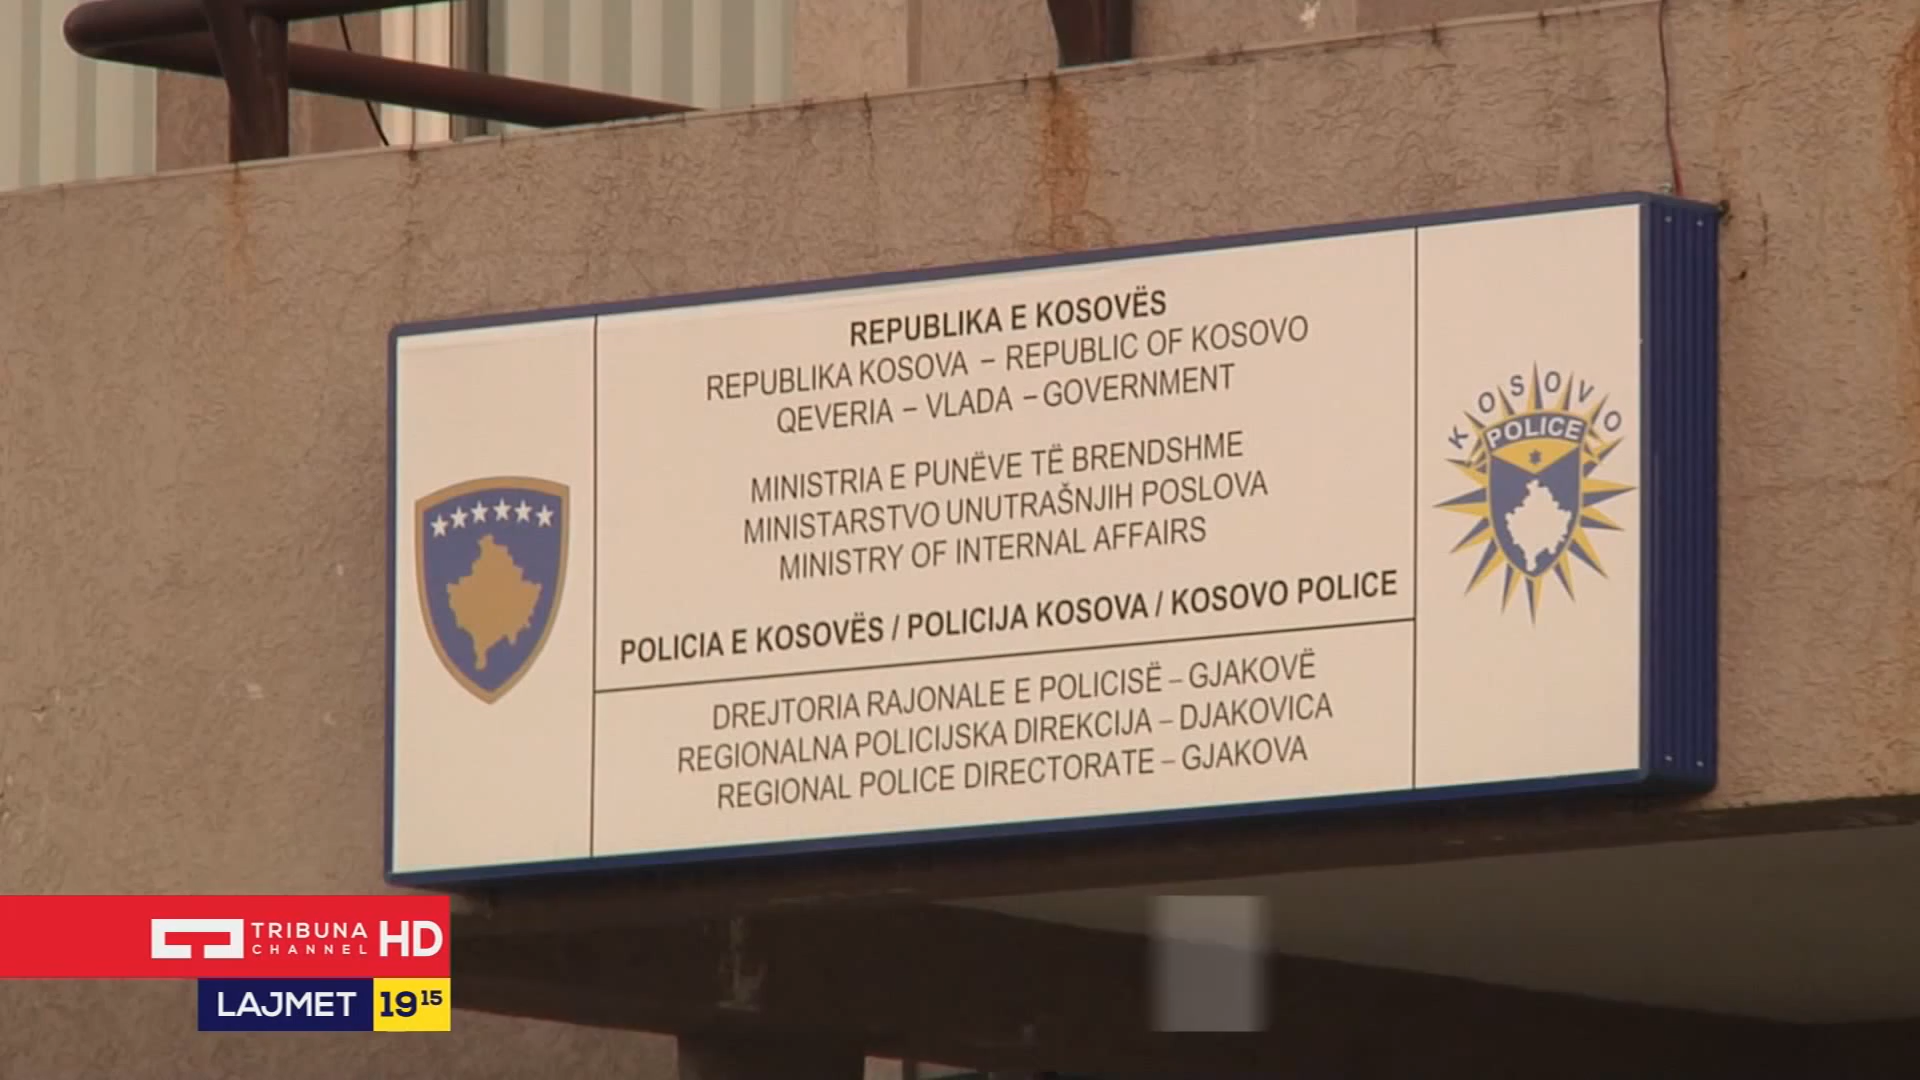 REPUBLIKA E KOSOVËS
REPUBLIKA KOSOVA – REPUBLIC OF KOSOVO
QEVERIA – VLADA – GOVERNMENT
MINISTRIA E PUNËVE TË BRENDSHME
MINISTARSTVO UNUTRAŠNJIH POSLOVA
MINISTRY OF INTERNAL AFFAIRS
POLICIA E KOSOVËS / POLICIJA KOSOVA / KOSOVO POLICE
DREJTORIA RAJONALE E POLICISË – GJAKOVË
REGIONALNA POLICIJSKA DIREKCIJA – DJAKOVICA
REGIONAL POLICE DIRECTORATE – GJAKOVA
KOSOVO
POLICE
TRIBUNA
CHANNEL
HD
LAJMET 19 15